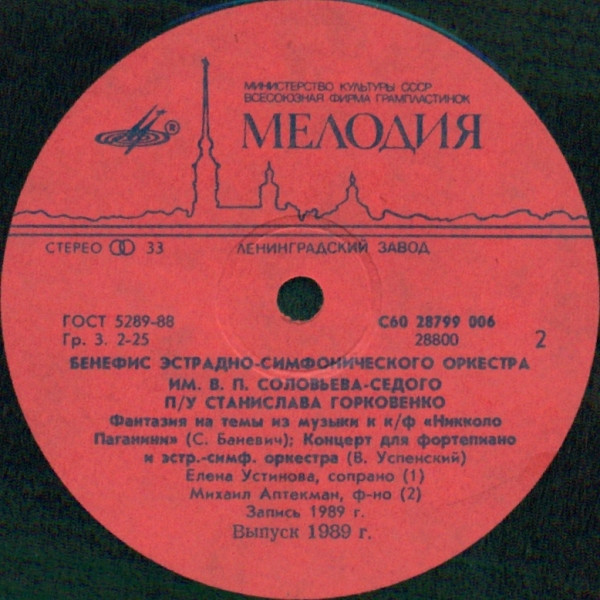 МИНИСТЕРСТВО КУЛЬТУРЫ СССР
ВСЕСОЮЗНАЯ ФИРМА ГРАМПЛАСТИНОК
® МЕЛОДИЯ
СТЕРЕО 33 ЛЕНИНГРАДСКИЙ ЗАВОД
ГОСТ 5289-88 С60 28799 006
Гр. 3. 2-25 28800 2
БЕНЕФИС ЭСТРАДНО-СИМФОНИЧЕСКОГО ОРКЕСТРА
ИМ. В. П. СОЛОВЬЕВА-СЕДОГО
П/У СТАНИСЛАВА ГОРКОВЕНКО
Фантазия на темы из музыки к к/ф «Никколо
Паганини» (С. Баневич); Концерт для фортепиано
и эстр.-симф. оркестра (В. Успенский)
Елена Устинова, сопрано (1)
Михаил Аптекман, ф-но (2)
Запись 1989 г.
Выпуск 1989 г.